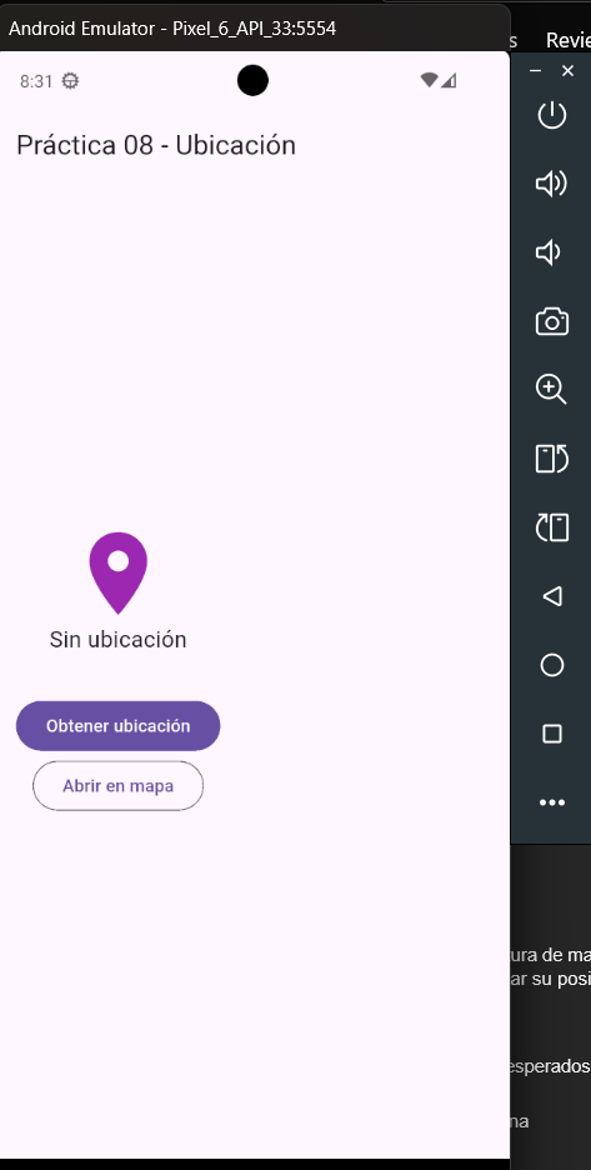 Android Emulator - Pixel_6_API_33:5554
8:31
Práctica 08 - Ubicación
Sin ubicación
Obtener ubicación
Abrir en mapa
ura de ma
ar su posi
esperados
na